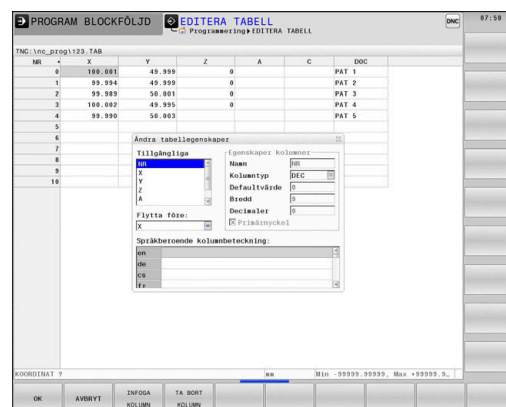 PROGRAM BLOCKFÖLJD
EDITERA TABELL
Programmering EDITERA TABELL
DNC
07:50
TNC:\nc_prog\123.TAB
NR X Y Z A C DOC
0 100.001 49.999 0 PAT 1
1 99.994 49.999 0 PAT 2
2 99.989 50.001 0 PAT 3
3 100.002 49.995 0 PAT 4
4 99.990 50.003 PAT 5
5
6
7
8
9
10
Ändra tabellegenskaper
Tillgängliga
NR
X
Y
Z
A
Flytta före:
X
Egenskaper kolumner
Namn NR
Kolumntyp DEC
Defaultvärde 0
Bredd 9
Decimaler 0
Primärnyckel
Språkberoende kolumnbeteckning:
en
de
cs
fr
KOORDINAT ?
mm
Min -99999.99999, Max +99999.9…
OK
AVBRYT
INFOGA
KOLUMN
TA BORT
KOLUMN